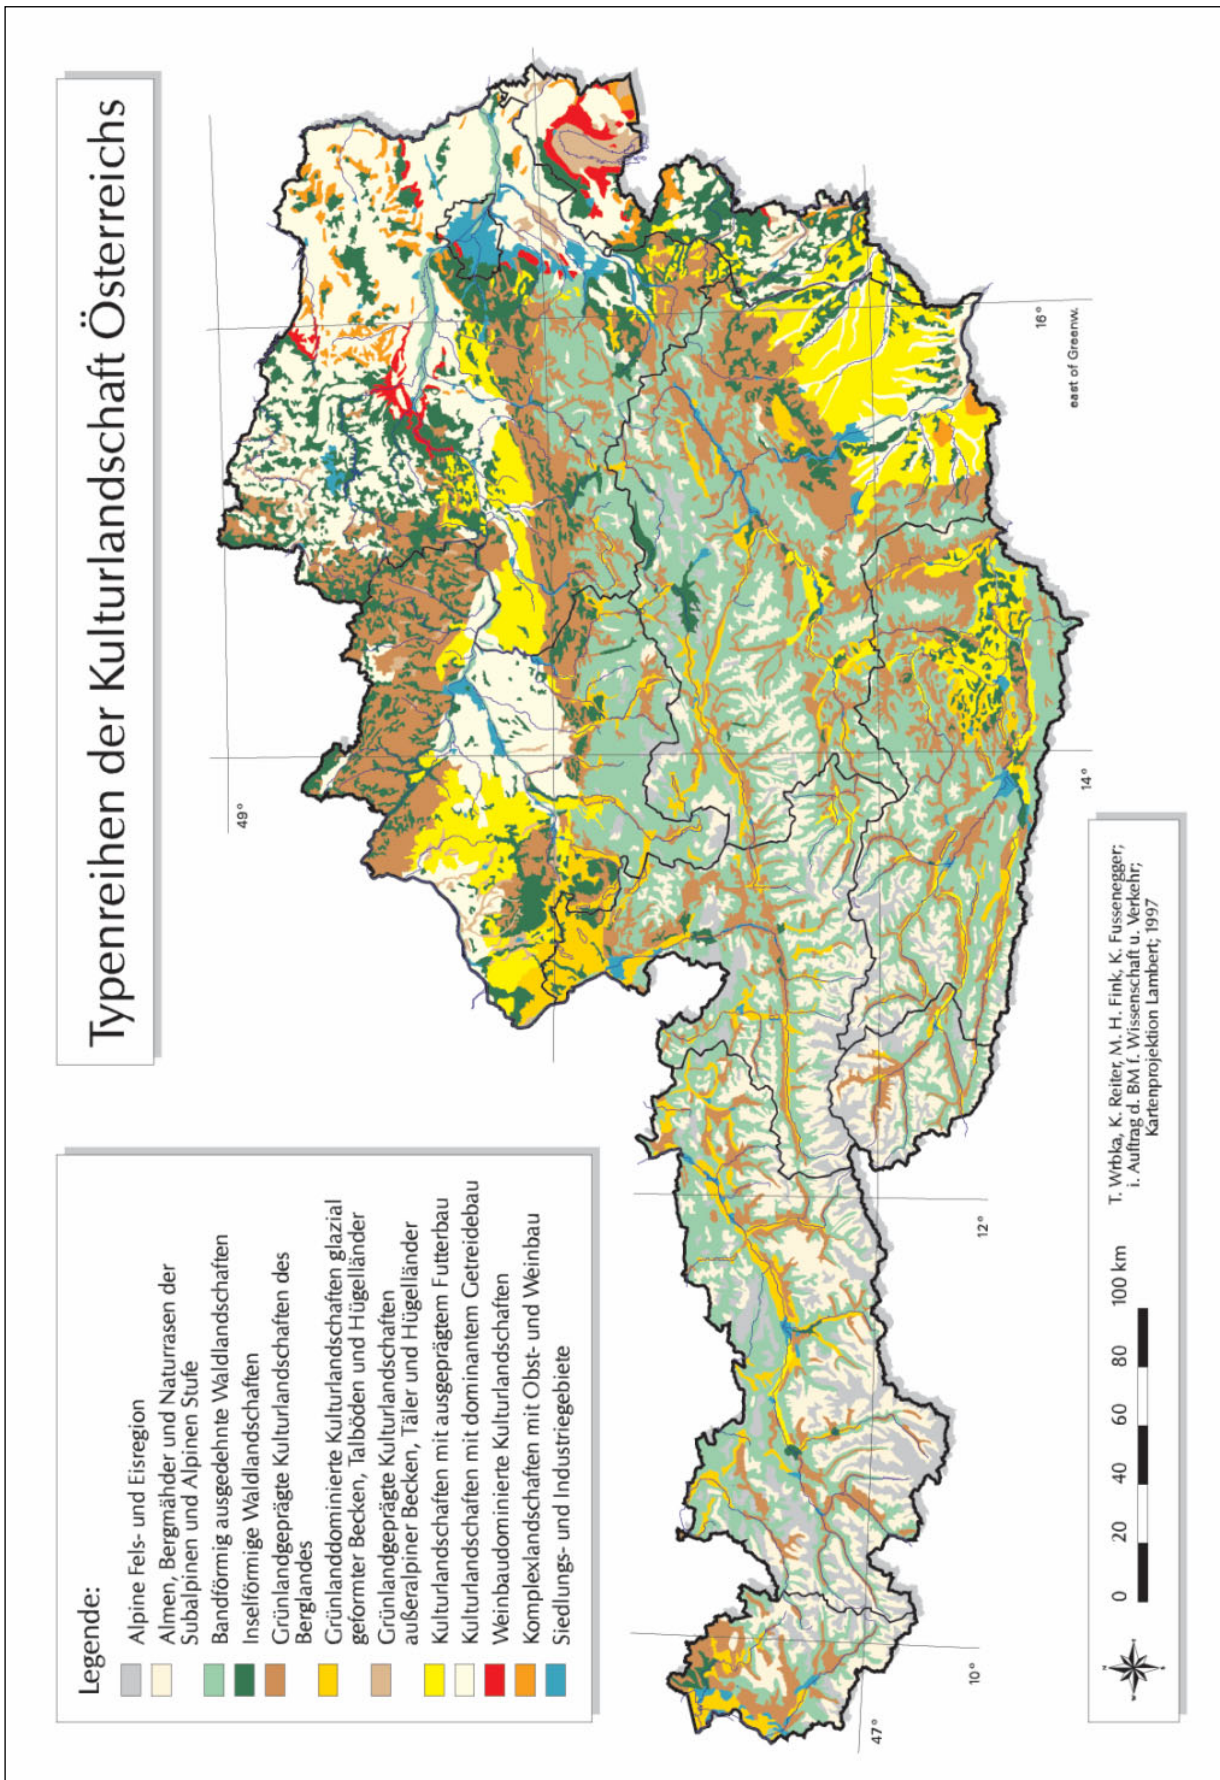 Typenreihen der Kulturlandschaft Österreichs
Legende:
Alpine Fels- und Eisregion
Almen, Bergmähder und Naturrasen der
Subalpinen und Alpinen Stufe
Bandförmig ausgedehnte Waldlandschaften
Inselförmige Waldlandschaften
Grünlandgeprägte Kulturlandschaften des
Berglandes
Grünlanddominierte Kulturlandschaften glazial
geformter Becken, Talböden und Hügelländer
Grünlandgeprägte Kulturlandschaften
außeralpiner Becken, Täler und Hügelländer
Kulturlandschaften mit ausgeprägtem Futterbau
Kulturlandschaften mit dominantem Getreidebau
Weinbaudominierte Kulturlandschaften
Komplexlandschaften mit Obst- und Weinbau
Siedlungs- und Industriegebiete
49°
47°
10°
12°
14°
16°
east of Greenw.
0 20 40 60 80 100 km
T. Wrbka, K. Reiter, M. H. Fink, K. Fussenegger;
i. Auftrag d. BM f. Wissenschaft u. Verkehr;
Kartenprojektion Lambert; 1997